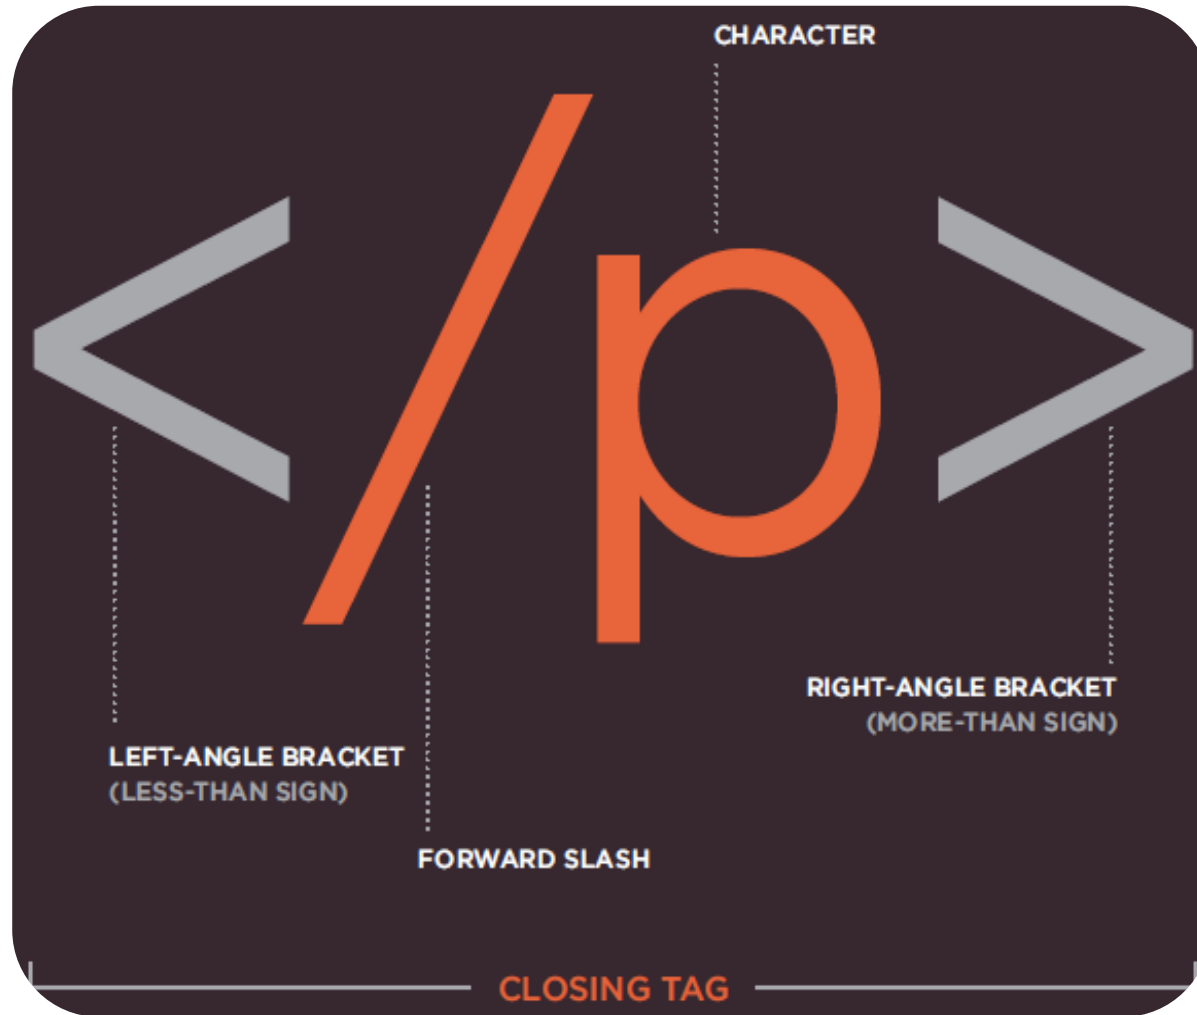 CHARACTER
</p>
RIGHT-ANGLE BRACKET
(MORE-THAN SIGN)
LEFT-ANGLE BRACKET
(LESS-THAN SIGN)
FORWARD SLASH
CLOSING TAG